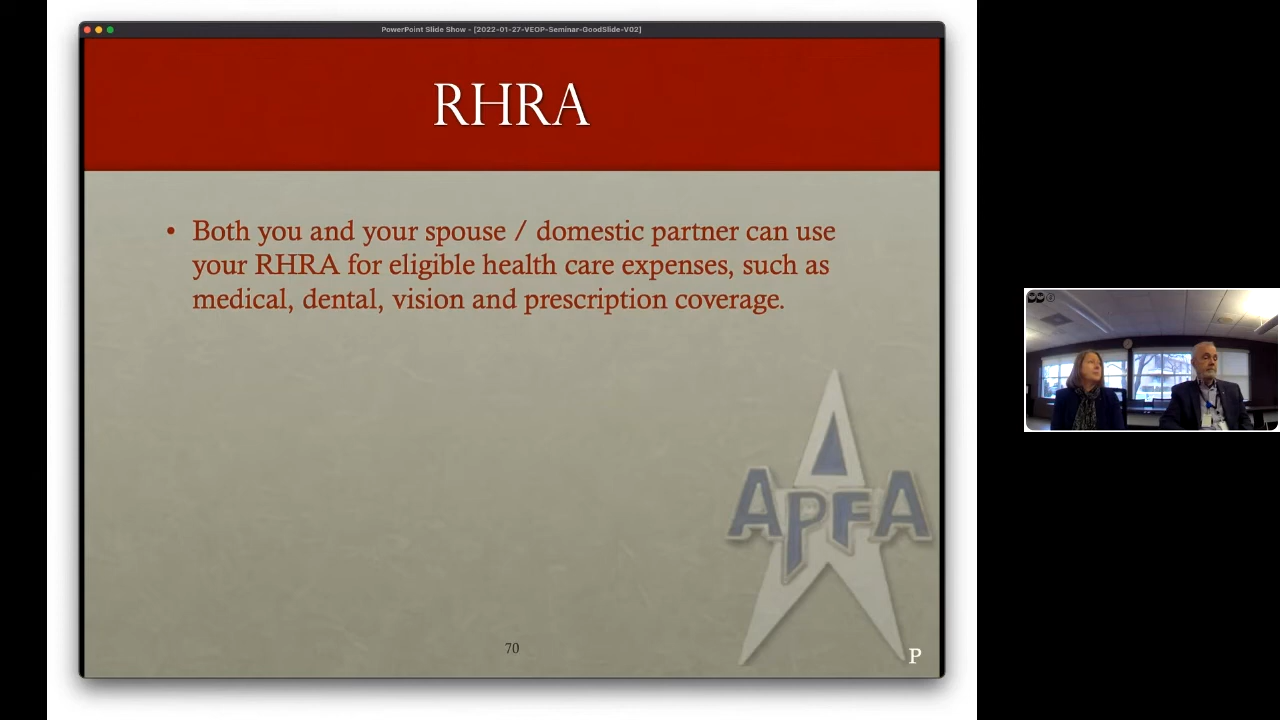 PowerPoint Slide Show - [2022-01-27-VEOP-Seminar-GoodSlide-V02]
RHRA
• Both you and your spouse / domestic partner can use
your RHRA for eligible health care expenses, such as
medical, dental, vision and prescription coverage.
APFA
70
P